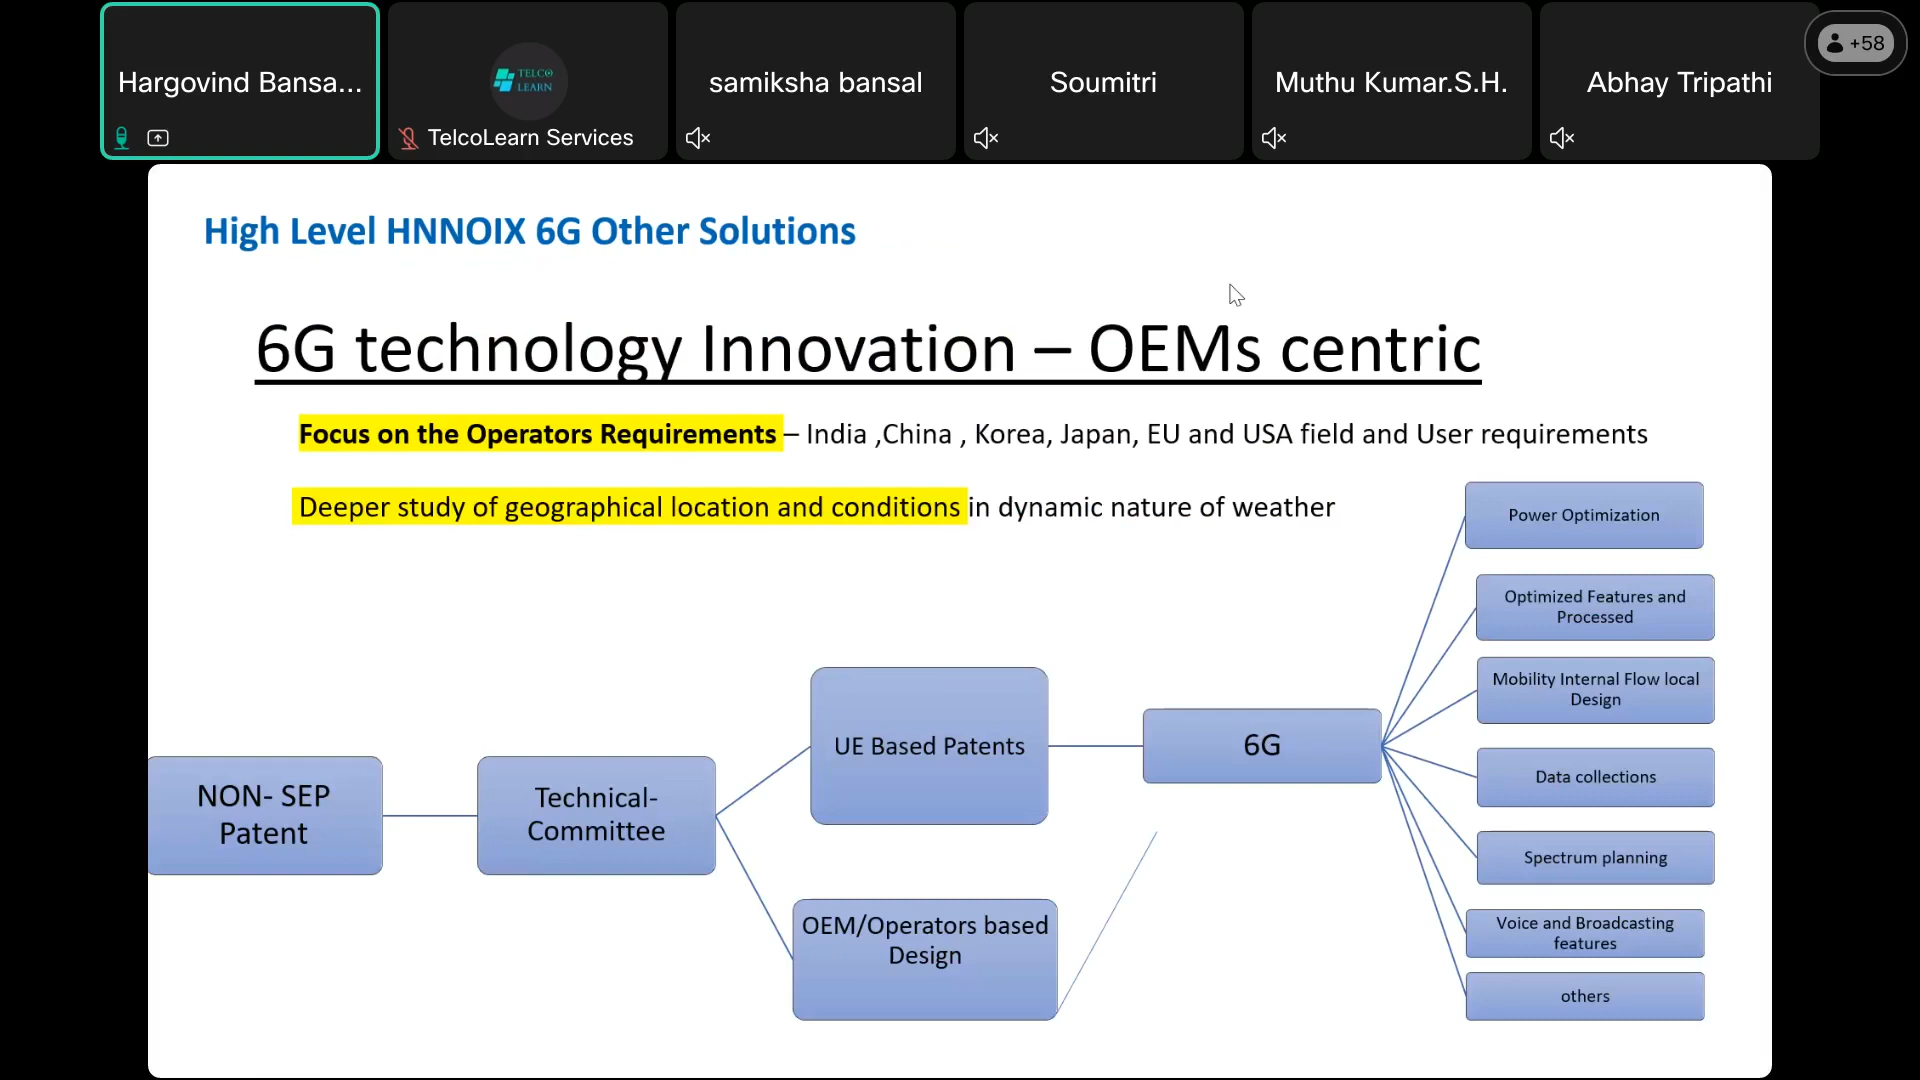 Hargovind Bansa...
TELCO
LEARN
TelcoLearn Services
samiksha bansal
Soumitri
Muthu Kumar.S.H.
Abhay Tripathi
+58
High Level HNNOIX 6G Other Solutions
6G technology Innovation – OEMs centric
Focus on the Operators Requirements – India ,China , Korea, Japan, EU and USA field and User requirements
Deeper study of geographical location and conditions in dynamic nature of weather
NON- SEP
Patent
Technical-
Committee
UE Based Patents
OEM/Operators based
Design
6G
Power Optimization
Optimized Features and
Processed
Mobility Internal Flow local
Design
Data collections
Spectrum planning
Voice and Broadcasting
features
others